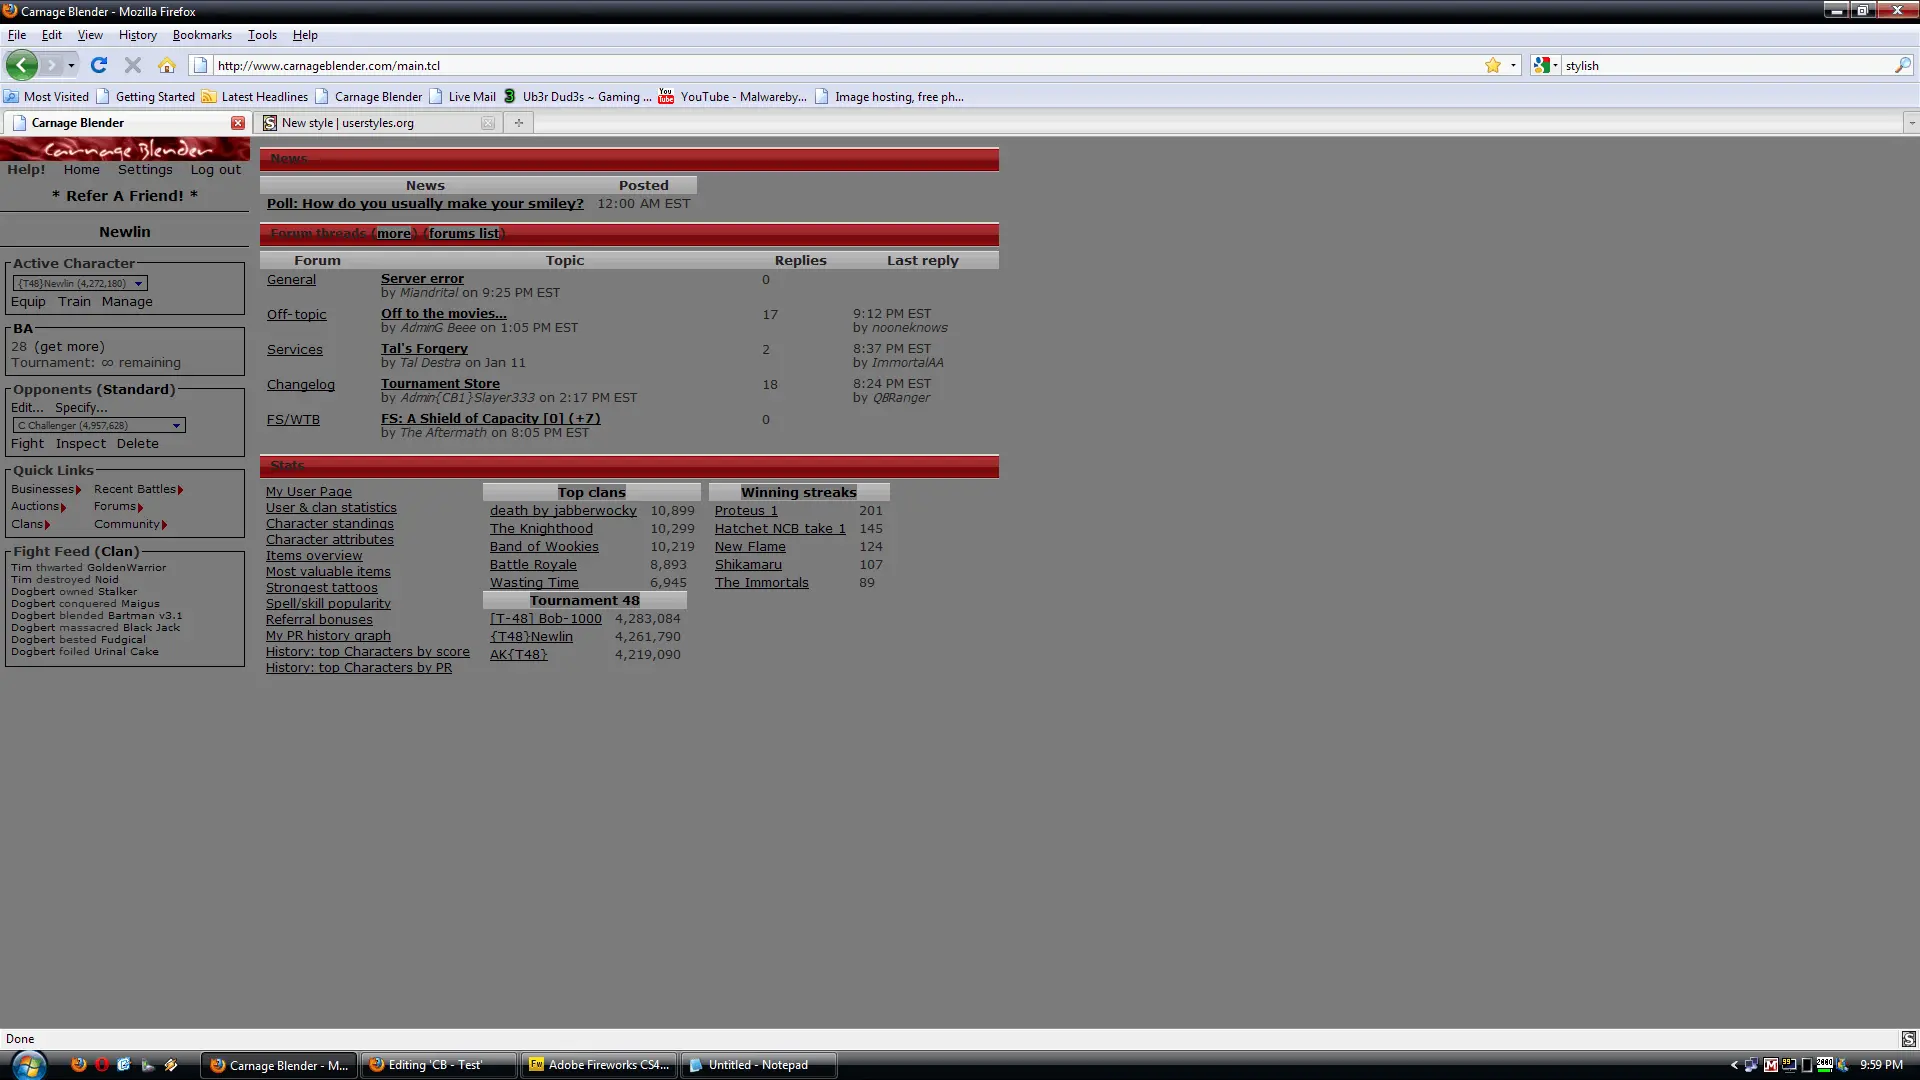 Carnage Blender - Mozilla Firefox
File Edit View History Bookmarks Tools Help
http://www.carnageblender.com/main.tcl
stylish
Most Visited Getting Started Latest Headlines Carnage Blender Live Mail Ub3r Dud3s ~ Gaming ... YouTube - Malwareby... Image hosting, free ph...
Carnage Blender New style | userstyles.org
Carnage Blender
Help! Home Settings Log out
* Refer A Friend! *
Newlin
Active Character
{T48}Newlin (4,272,180)
Equip Train Manage
BA
28 (get more)
Tournament: ∞ remaining
Opponents (Standard)
Edit... Specify...
C Challenger (4,957,628)
Fight Inspect Delete
Quick Links
Businesses Recent Battles
Auctions Forums
Clans Community
Fight Feed (Clan)
Tim thwarted GoldenWarrior
Tim destroyed Noid
Dogbert owned Stalker
Dogbert conquered Maigus
Dogbert blended Bartman v3.1
Dogbert massacred Black Jack
Dogbert bested Fudgical
Dogbert foiled Urinal Cake
News
News Posted
Poll: How do you usually make your smiley? 12:00 AM EST
Forum threads (more) (forums list)
Forum Topic Replies Last reply
General Server error 0
by Miandrital on 9:25 PM EST
Off-topic Off to the movies... 17 9:12 PM EST
by AdminG Beee on 1:05 PM EST by nooneknows
Services Tal's Forgery 2 8:37 PM EST
by Tal Destra on Jan 11 by ImmortalAA
Changelog Tournament Store 18 8:24 PM EST
by Admin{CB1}Slayer333 on 2:17 PM EST by QBRanger
FS/WTB FS: A Shield of Capacity [0] (+7) 0
by The Aftermath on 8:05 PM EST
Stats
My User Page
User & clan statistics
Character standings
Character attributes
Items overview
Most valuable items
Strongest tattoos
Spell/skill popularity
Referral bonuses
My PR history graph
History: top Characters by score
History: top Characters by PR
Top clans
death by jabberwocky 10,899
The Knighthood 10,299
Band of Wookies 10,219
Battle Royale 8,893
Wasting Time 6,945
Tournament 48
[T-48] Bob-1000 4,283,084
{T48}Newlin 4,261,790
AK{T48} 4,219,090
Winning streaks
Proteus 1 201
Hatchet NCB take 1 145
New Flame 124
Shikamaru 107
The Immortals 89
Done
Carnage Blender - M... Editing 'CB - Test' Adobe Fireworks CS4... Untitled - Notepad 9:59 PM